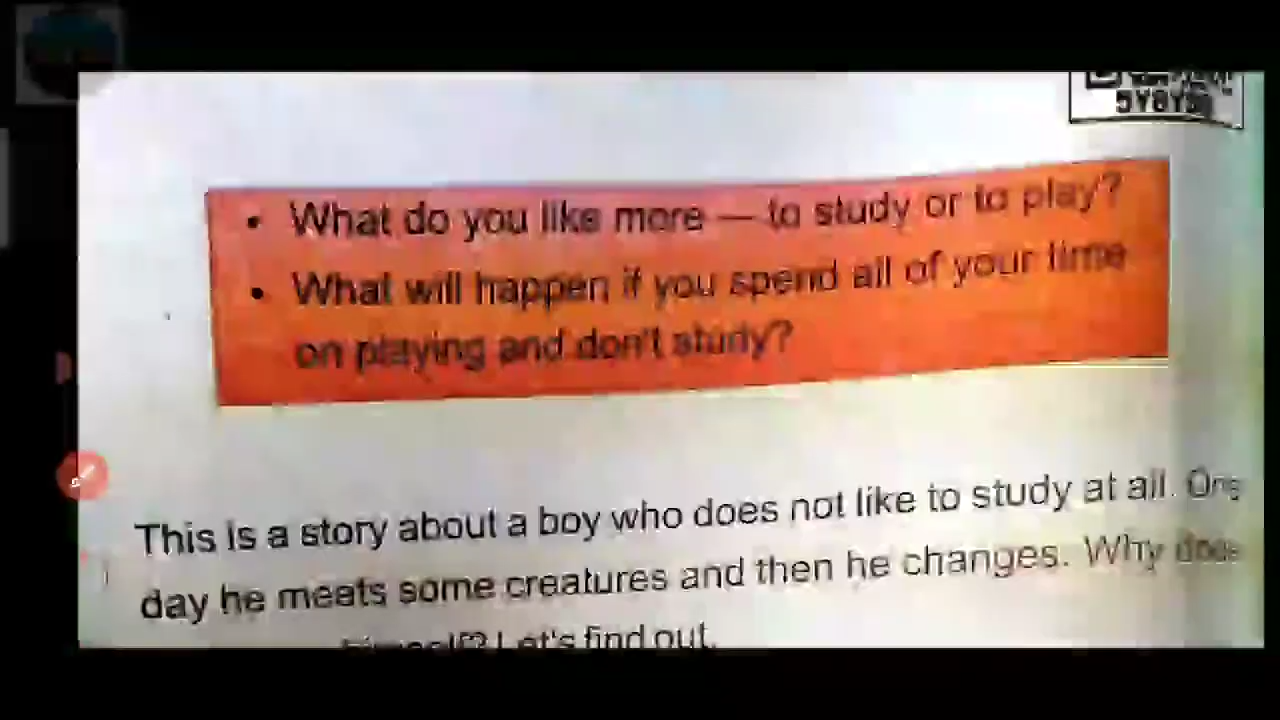 • What do you like more — to study or to play?
• What will happen if you spend all of your time
on playing and don't study?
This is a story about a boy who does not like to study at all. One
day he meets some creatures and then he changes. Why does
himself? Let's find out.